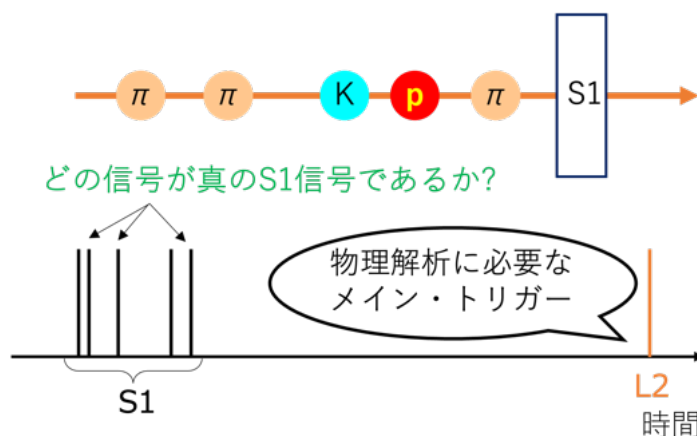 π π K p π S1
どの信号が真のS1信号であるか?
物理解析に必要な
メイン・トリガー
S1
L2
時間